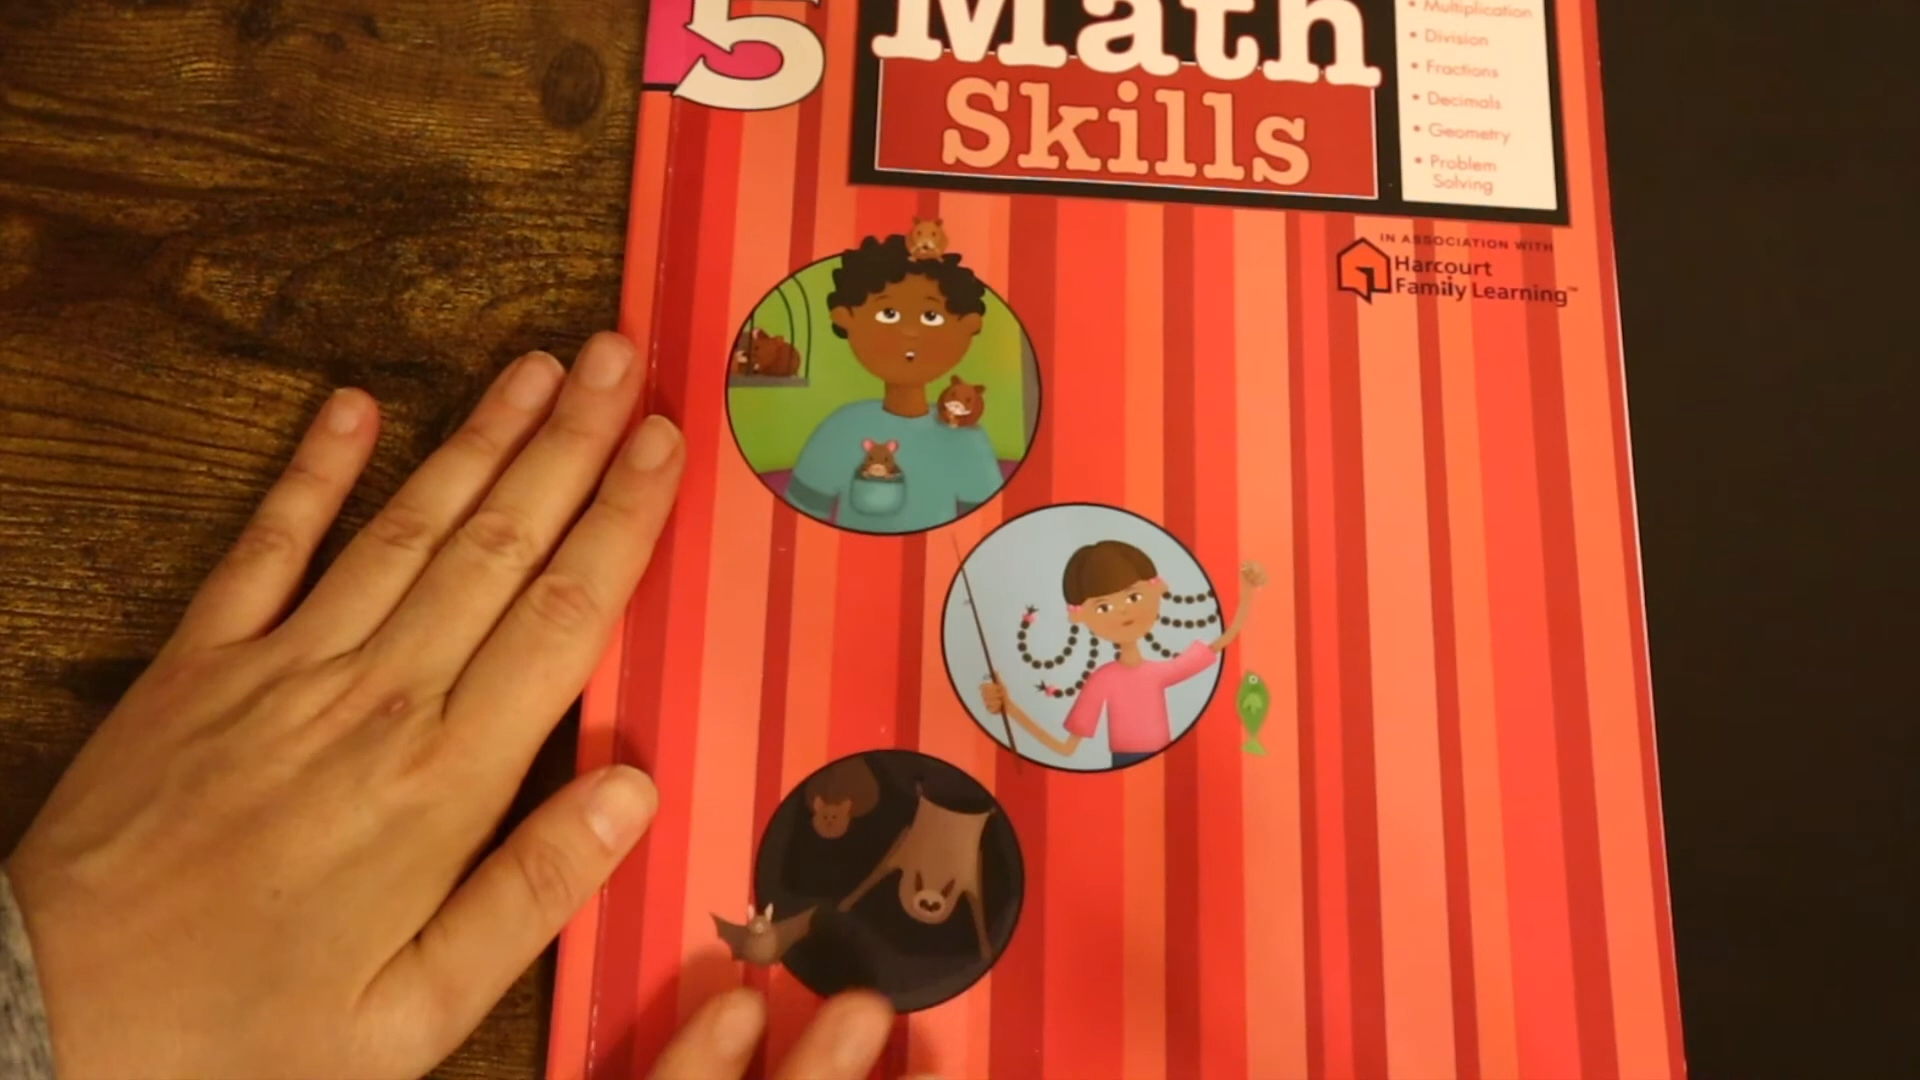 5
Math
Skills
• Multiplication
• Division
• Fractions
• Decimals
• Geometry
• Problem
Solving
IN ASSOCIATION WITH
Harcourt
Family Learning™